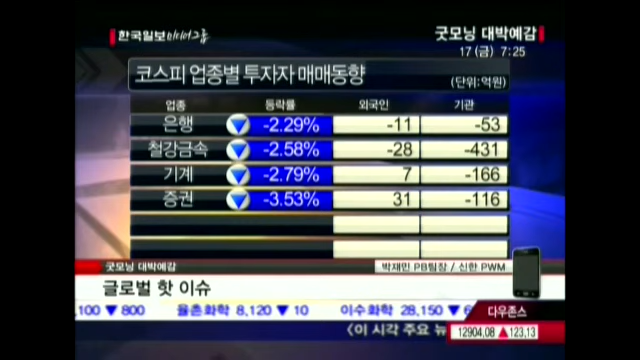 한국일보 미디어그룹
굿모닝 대박예감
17 (금) 7:25
코스피 업종별 투자자 매매동향
(단위:억원)
업종 등락률 외국인 기관
은행 ▼ -2.29% -11 -53
철강금속 ▼ -2.58% -28 -431
기계 ▼ -2.79% 7 -166
증권 ▼ -3.53% 31 -116
굿모닝 대박예감
박재민 PB팀장 / 신한 PWM
글로벌 핫 이슈
,100 ▼ 800 율촌화학 8,120 ▼ 10 이수화학 28,150 ▼
다우존스
<이 시각 주요 뉴
12904.08 ▲123.13